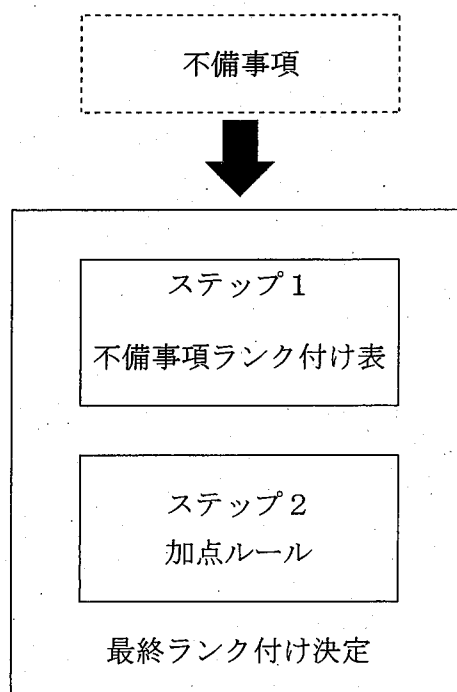 不備事項
ステップ1
不備事項ランク付け表
ステップ2
加点ルール
最終ランク付け決定